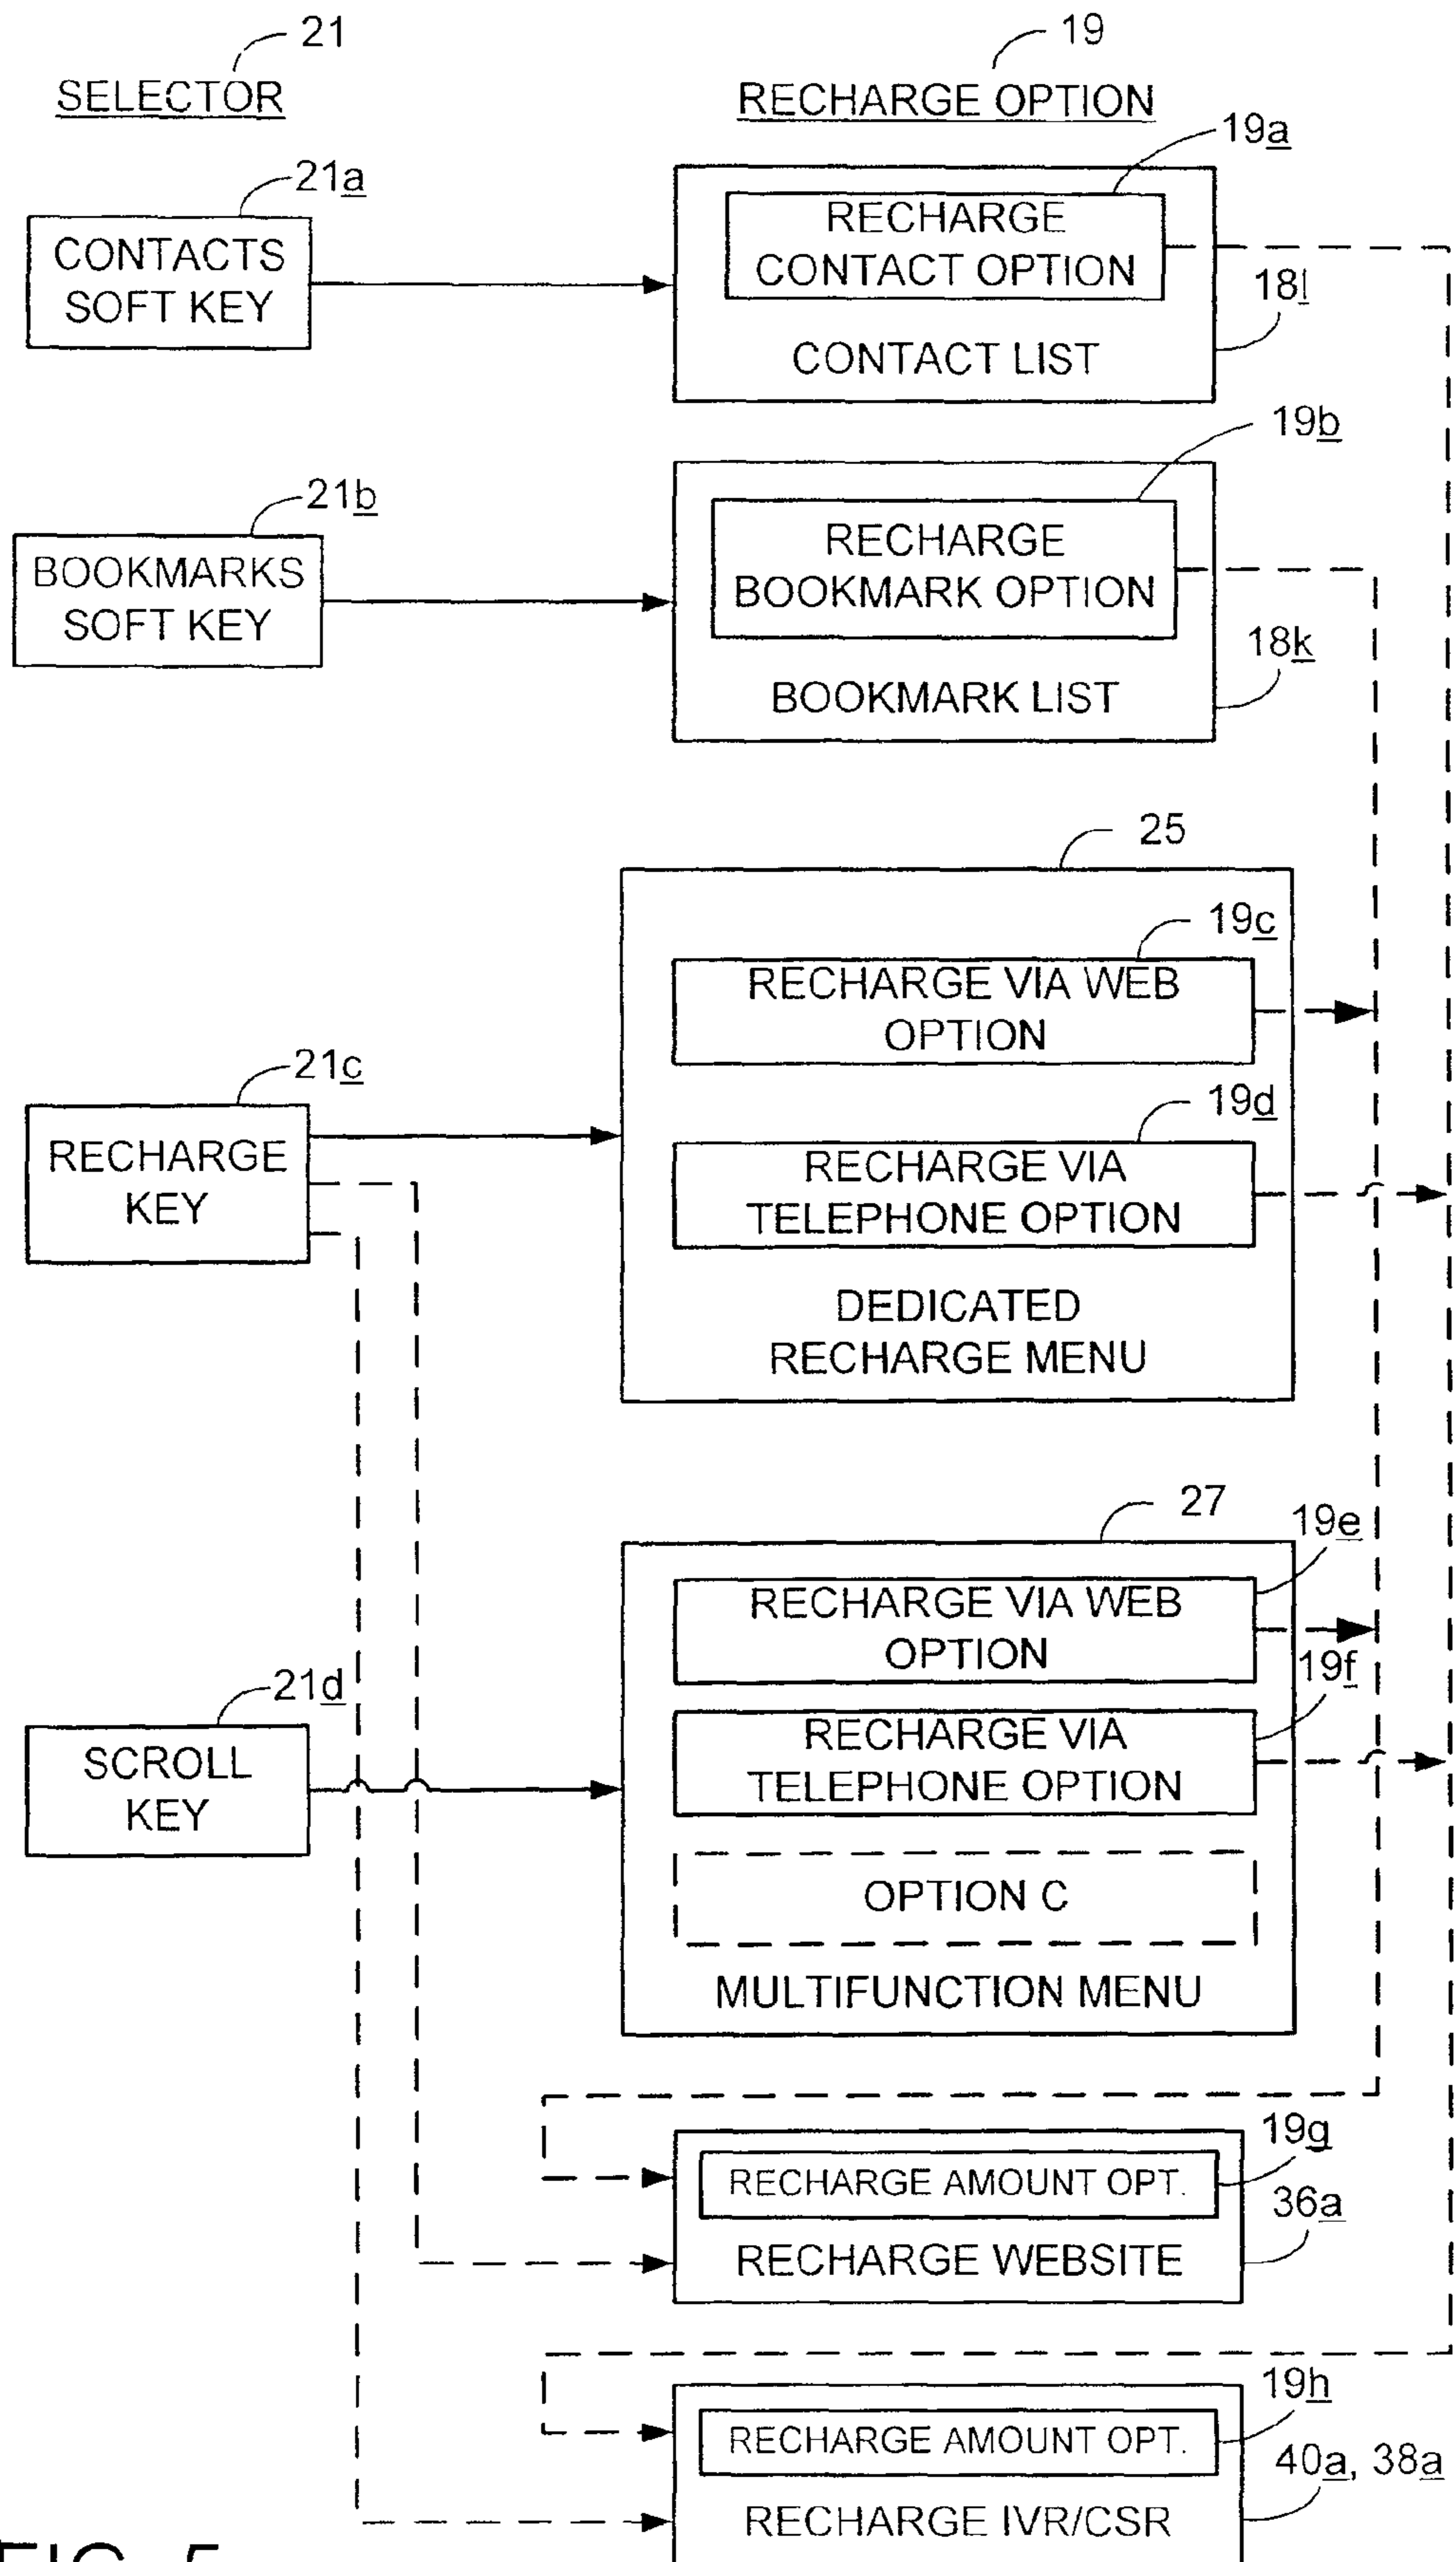 21
19
SELECTOR
RECHARGE OPTION
19a
21a
RECHARGE
CONTACT OPTION
CONTACTS
SOFT KEY
18l
CONTACT LIST
19b
21b
RECHARGE
BOOKMARK OPTION
BOOKMARKS
SOFT KEY
18k
BOOKMARK LIST
25
19c
RECHARGE VIA WEB
OPTION
21c
19d
RECHARGE
KEY
RECHARGE VIA
TELEPHONE OPTION
DEDICATED
RECHARGE MENU
27
19e
RECHARGE VIA WEB
OPTION
21d
19f
SCROLL
KEY
RECHARGE VIA
TELEPHONE OPTION
OPTION C
MULTIFUNCTION MENU
19g
RECHARGE AMOUNT OPT.
36a
RECHARGE WEBSITE
19h
RECHARGE AMOUNT OPT.
40a, 38a
RECHARGE IVR/CSR
FIG. 5